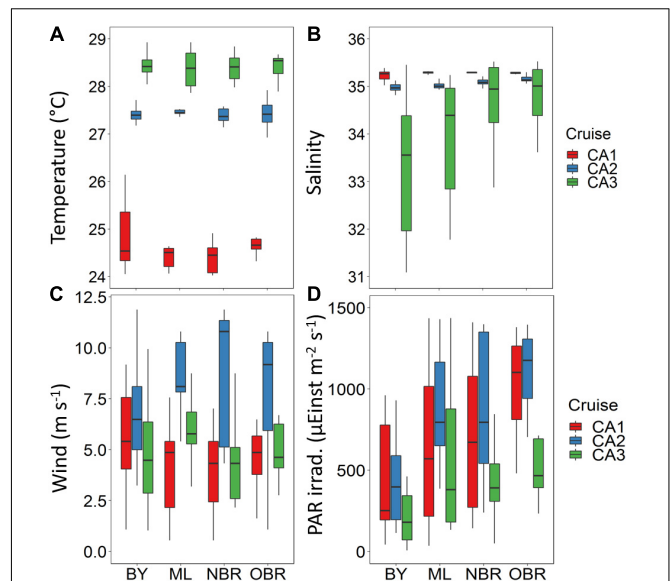 A
Temperature (°C)
29
28
27
26
25
24
B
Salinity
36
35
34
33
32
31
Cruise
CA1
CA2
CA3
C
Wind (m s-1)
12.5
10.0
7.5
5.0
2.5
0.0
BY ML NBR OBR
D
PAR irrad. (µEinst m-2 s-1)
1500
1000
500
0
BY ML NBR OBR
Cruise
CA1
CA2
CA3